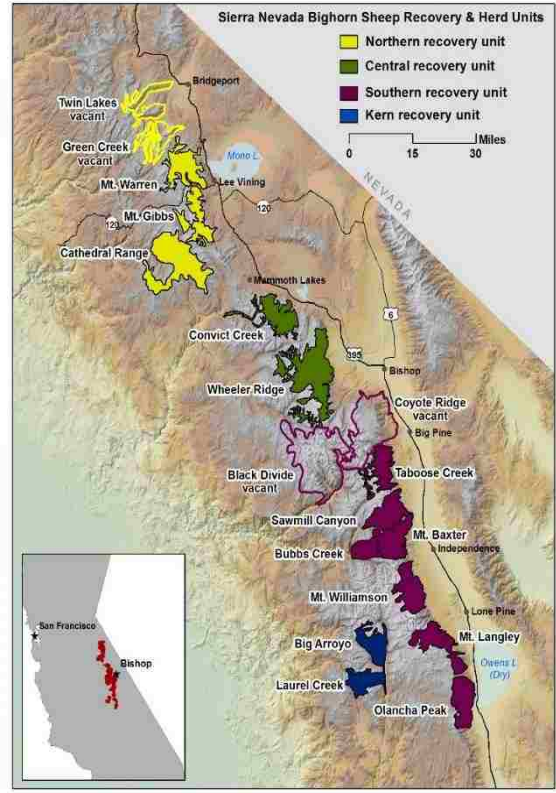 Sierra Nevada Bighorn Sheep Recovery & Herd Units
Northern recovery unit
Central recovery unit
Southern recovery unit
Kern recovery unit
Miles
0 15 30
Bridgeport
Twin Lakes
vacant
Green Creek
vacant
Mono L.
Mt. Warren
Lee Vining
NEVADA
Mt. Gibbs
120
120
Cathedral Range
Mammoth Lakes
6
Convict Creek
395
Bishop
Wheeler Ridge
Coyote Ridge
vacant
Big Pine
Black Divide
vacant
Taboose Creek
Sawmill Canyon
Mt. Baxter
Bubbs Creek
Independence
Mt. Williamson
Lone Pine
Big Arroyo
Mt. Langley
Owens L.
(Dry)
Laurel Creek
Olancha Peak
San Francisco
Bishop